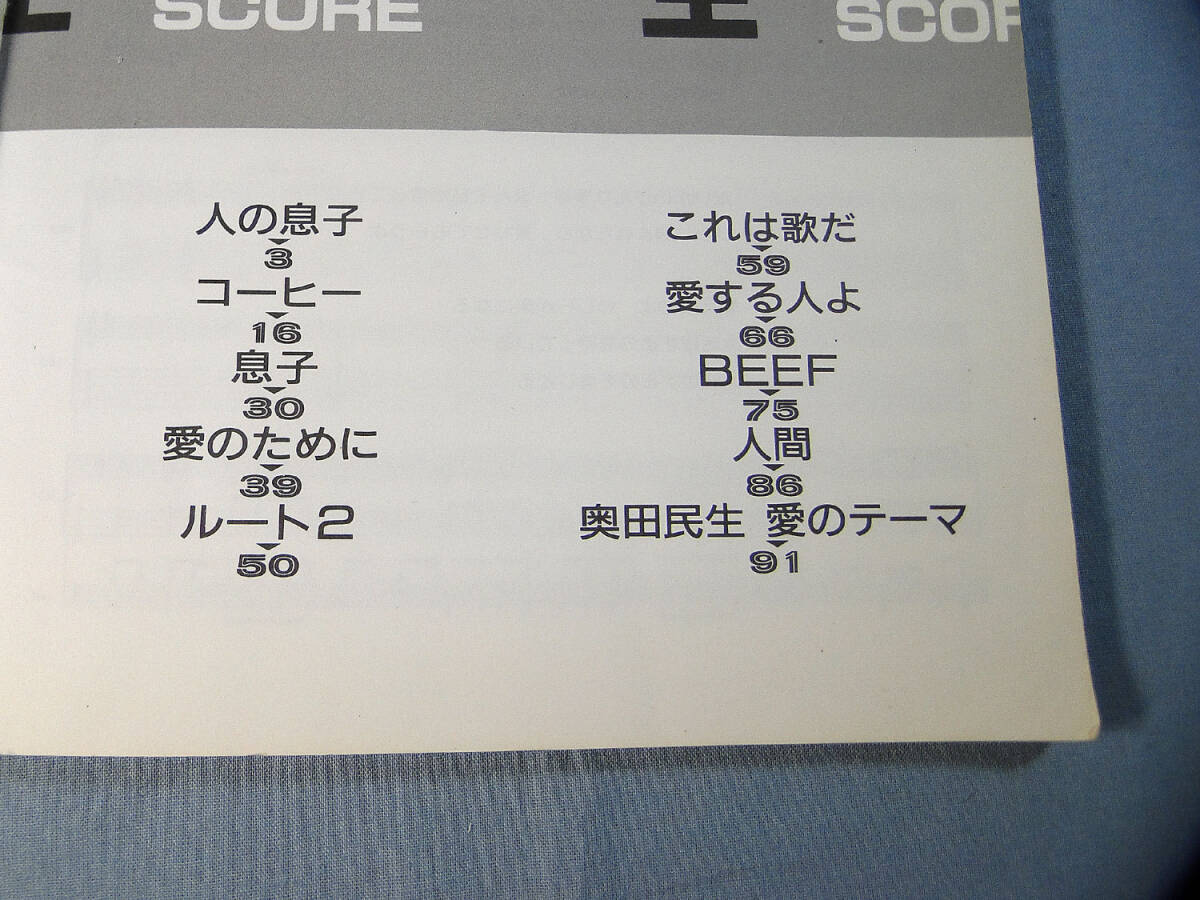 SCORE
人の息子
3
コーヒー
16
息子
30
愛のために
39
ルート2
50
これは歌だ
59
愛する人よ
66
BEEF
75
人間
86
奥田民生 愛のテーマ
91